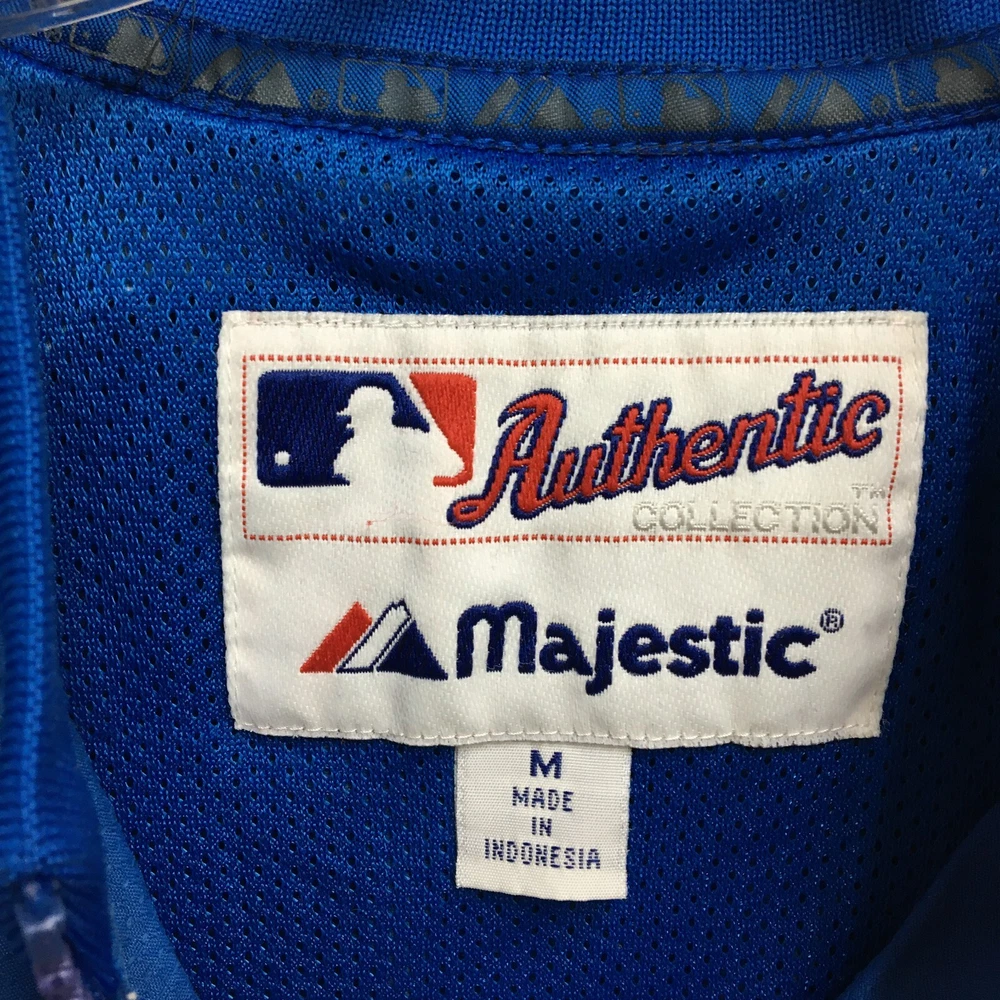 Authentic
COLLECTION™
Majestic®
M
MADE
IN
INDONESIA